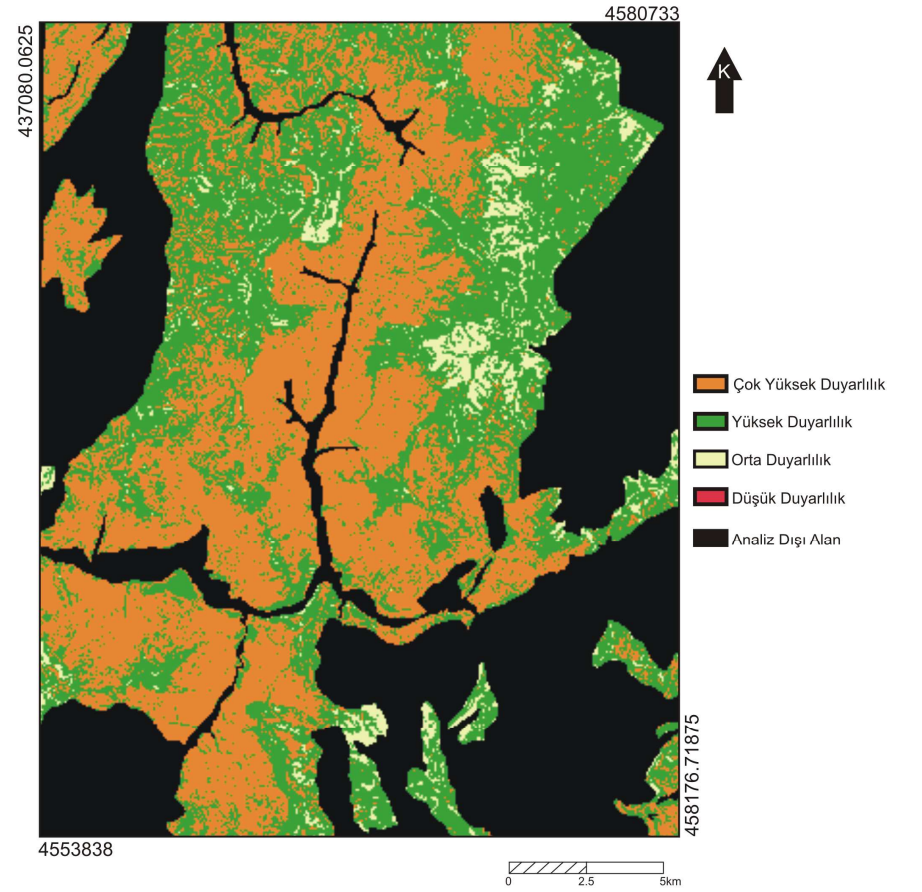 4580733
437080.0625
K
Çok Yüksek Duyarlılık
Yüksek Duyarlılık
Orta Duyarlılık
Düşük Duyarlılık
Analiz Dışı Alan
458176.71875
4553838
0 2.5 5km